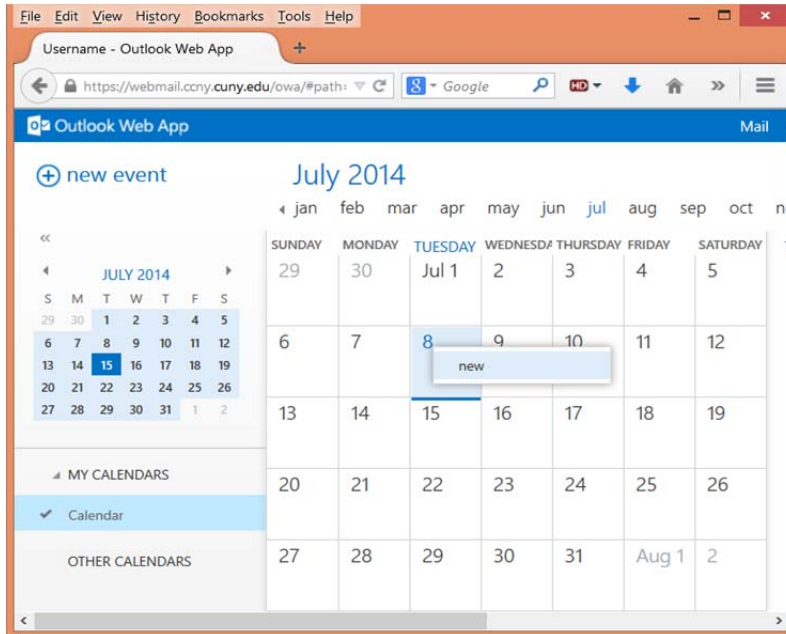 File Edit View History Bookmarks Tools Help
Username - Outlook Web App
https://webmail.ccny.cuny.edu/owa/#path: Google HD
Outlook Web App Mail
new event
July 2014
jan feb mar apr may jun jul aug sep oct n
SUNDAY MONDAY TUESDAY WEDNESDA THURSDAY FRIDAY SATURDAY
29 30 Jul 1 2 3 4 5
6 7 8 9 10 11 12
new
13 14 15 16 17 18 19
20 21 22 23 24 25 26
27 28 29 30 31 Aug 1 2
JULY 2014
S M T W T F S
29 30 1 2 3 4 5
6 7 8 9 10 11 12
13 14 15 16 17 18 19
20 21 22 23 24 25 26
27 28 29 30 31 1 2
MY CALENDARS
Calendar
OTHER CALENDARS